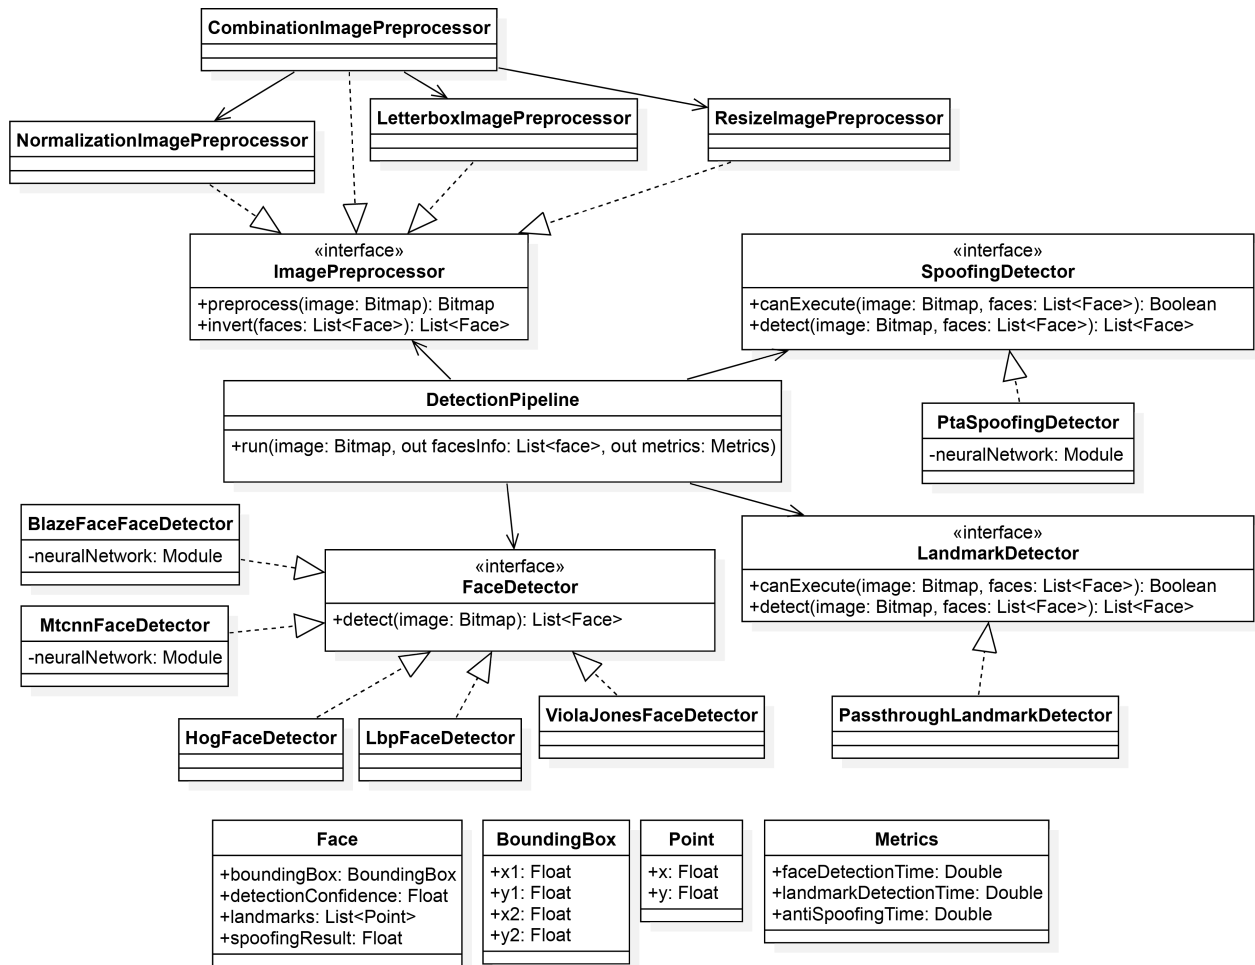 CombinationImagePreprocessor
NormalizationImagePreprocessor
LetterboxImagePreprocessor
ResizeImagePreprocessor
«interface»
ImagePreprocessor
+preprocess(image: Bitmap): Bitmap
+invert(faces: List<Face>): List<Face>
«interface»
SpoofingDetector
+canExecute(image: Bitmap, faces: List<Face>): Boolean
+detect(image: Bitmap, faces: List<Face>): List<Face>
DetectionPipeline
+run(image: Bitmap, out facesInfo: List<face>, out metrics: Metrics)
PtaSpoofingDetector
-neuralNetwork: Module
BlazeFaceFaceDetector
-neuralNetwork: Module
«interface»
FaceDetector
+detect(image: Bitmap): List<Face>
«interface»
LandmarkDetector
+canExecute(image: Bitmap, faces: List<Face>): Boolean
+detect(image: Bitmap, faces: List<Face>): List<Face>
MtcnnFaceDetector
-neuralNetwork: Module
HogFaceDetector
LbpFaceDetector
ViolaJonesFaceDetector
PassthroughLandmarkDetector
Face
+boundingBox: BoundingBox
+detectionConfidence: Float
+landmarks: List<Point>
+spoofingResult: Float
BoundingBox
+x1: Float
+y1: Float
+x2: Float
+y2: Float
Point
+x: Float
+y: Float
Metrics
+faceDetectionTime: Double
+landmarkDetectionTime: Double
+antiSpoofingTime: Double